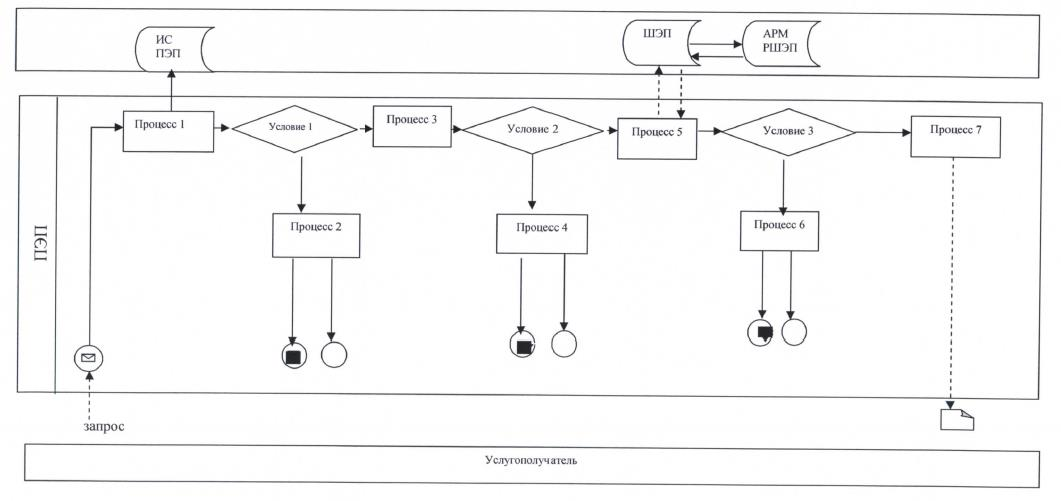 ИС
ПЭП
ШЭП
АРМ
РШЭП
Процесс 1
Условие 1
Процесс 3
Условие 2
Процесс 5
Условие 3
Процесс 7
Процесс 2
Процесс 4
Процесс 6
ПЭП
запрос
Услугополучатель